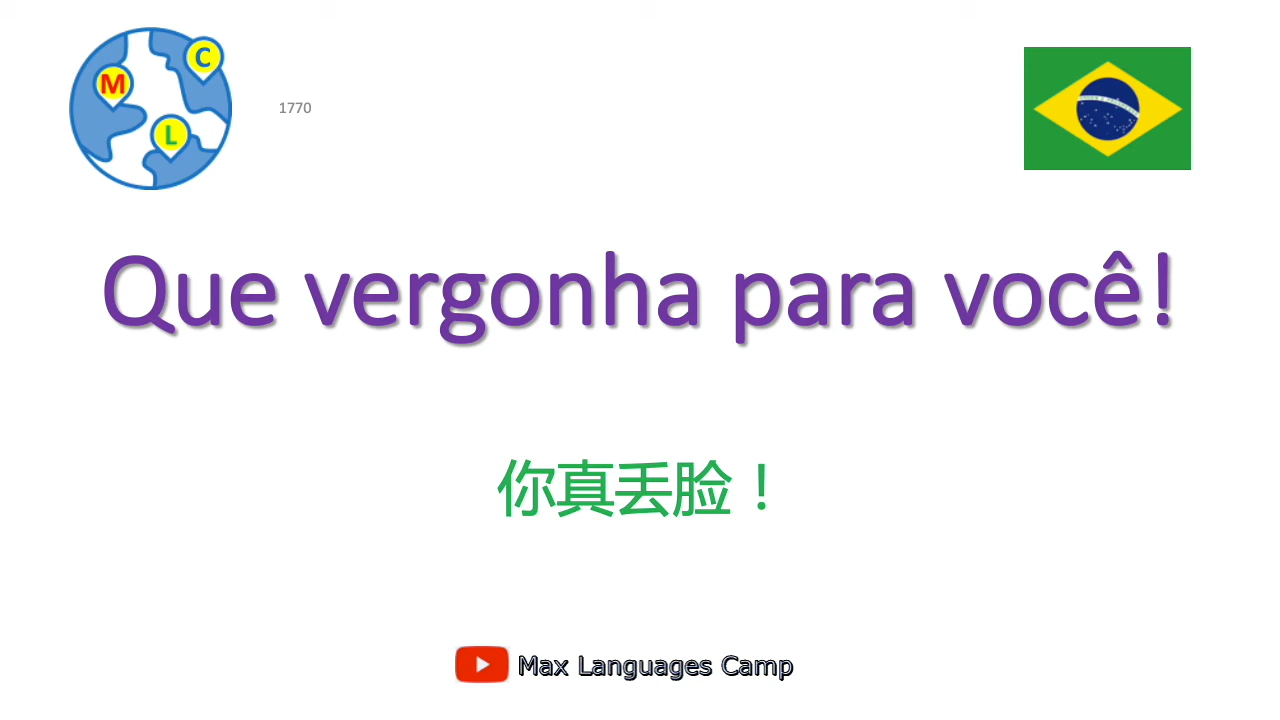 M
C
L
1770
Que vergonha para você!
你真丢脸！
Max Languages Camp